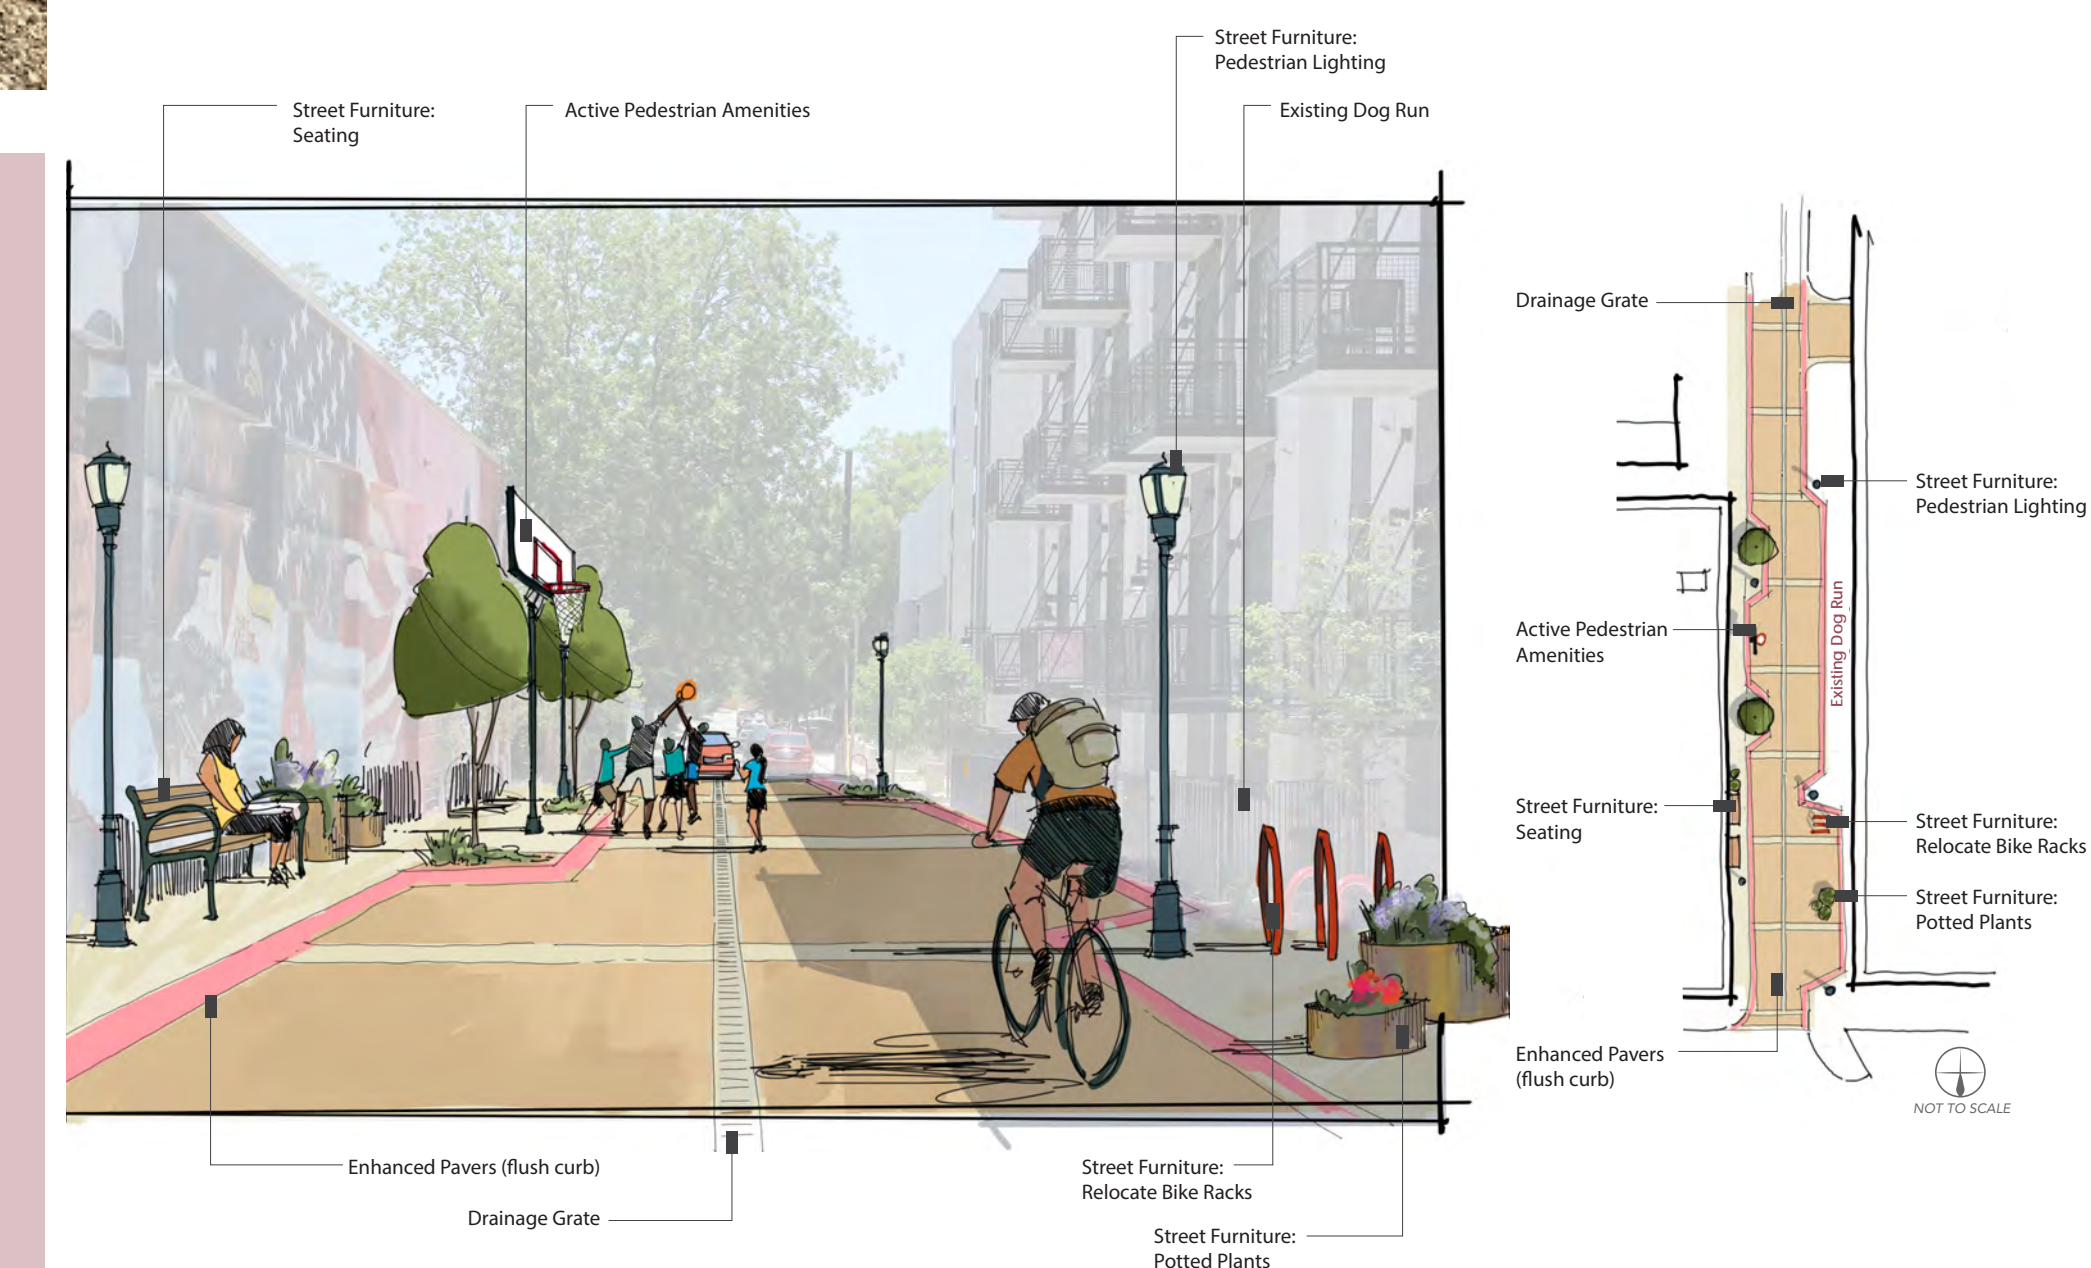 Street Furniture:
Pedestrian Lighting
Street Furniture:
Seating
Active Pedestrian Amenities
Existing Dog Run
Enhanced Pavers (flush curb)
Drainage Grate
Street Furniture:
Relocate Bike Racks
Street Furniture:
Potted Plants
Drainage Grate
Street Furniture:
Pedestrian Lighting
Existing Dog Run
Active Pedestrian
Amenities
Street Furniture:
Seating
Street Furniture:
Relocate Bike Racks
Street Furniture:
Potted Plants
Enhanced Pavers
(flush curb)
NOT TO SCALE